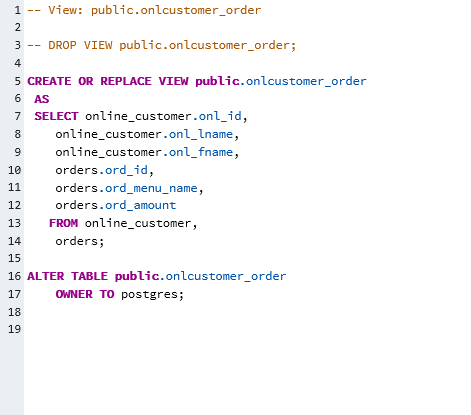 1 -- View: public.onlcustomer_order
2
3 -- DROP VIEW public.onlcustomer_order;
4
5 CREATE OR REPLACE VIEW public.onlcustomer_order
6  AS
7  SELECT online_customer.onl_id,
8     online_customer.onl_lname,
9     online_customer.onl_fname,
10     orders.ord_id,
11     orders.ord_menu_name,
12     orders.ord_amount
13    FROM online_customer,
14     orders;
15
16 ALTER TABLE public.onlcustomer_order
17     OWNER TO postgres;
18
19